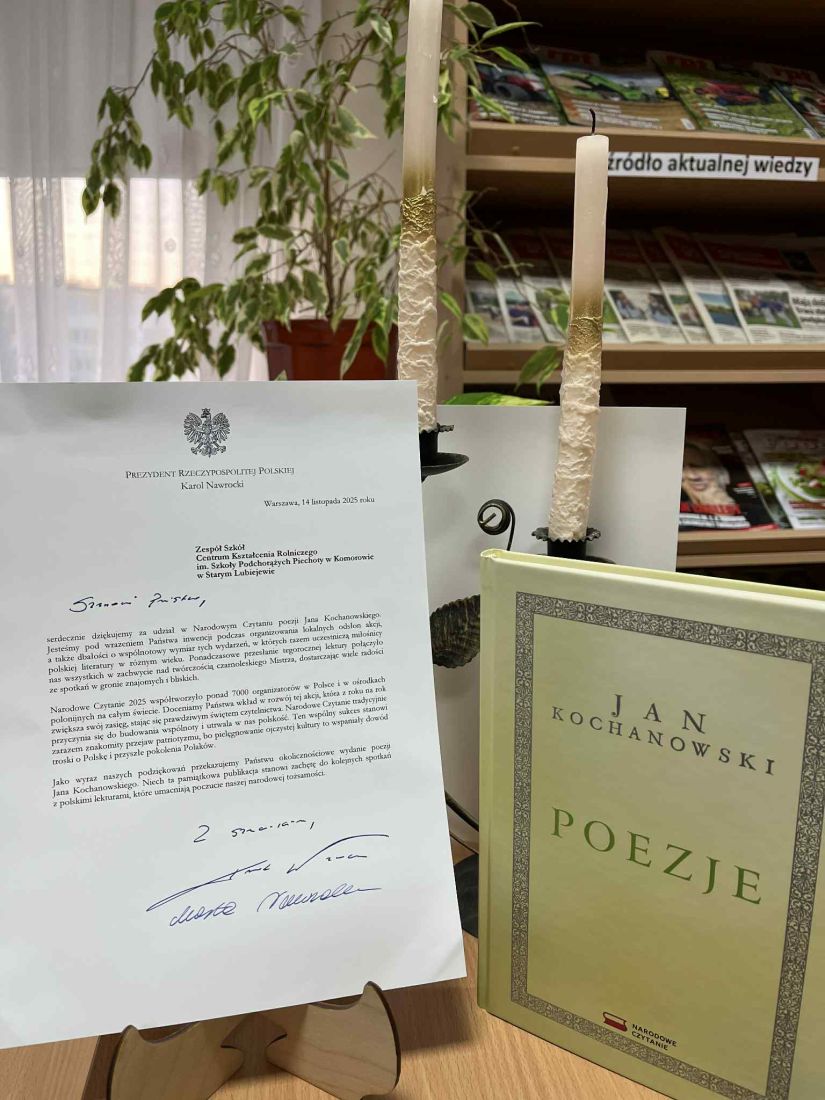 źródło aktualnej wiedzy
PREZYDENT RZECZYPOSPOLITEJ POLSKIEJ
Karol Nawrocki
Warszawa, 14 listopada 2025 roku
Zespół Szkół
Centrum Kształcenia Rolniczego
im. Szkoły Podchorążych Piechoty w Komorowie
w Starym Lubiejewie
Szanowni Państwo,
serdecznie dziękujemy za udział w Narodowym Czytaniu poezji Jana Kochanowskiego.
Jesteśmy pod wrażeniem Państwa inwencji podczas organizowania lokalnych odsłon akcji,
a także dbałości o wspólnotowy wymiar tych wydarzeń, w których razem uczestniczą miłośnicy
polskiej literatury w różnym wieku. Ponadczasowe przesłanie tegorocznej lektury połączyło
nas wszystkich w zachwycie nad twórczością czarnoleskiego Mistrza, dostarczając wiele radości
ze spotkań w gronie znajomych i bliskich.
Narodowe Czytanie 2025 współtworzyło ponad 7000 organizatorów w Polsce i w ośrodkach
polonijnych na całym świecie. Doceniamy Państwa wkład w rozwój tej akcji, która z roku na rok
zwiększa swój zasięg, stając się prawdziwym świętem czytelnictwa. Narodowe Czytanie tradycyjnie
przyczynia się do budowania wspólnoty i utrwala w nas polskość. Ten wspólny sukces stanowi
zarazem znakomity przejaw patriotyzmu, bo pielęgnowanie ojczystej kultury to wspaniały dowód
troski o Polskę i przyszłe pokolenia Polaków.
Jako wyraz naszych podziękowań przekazujemy Państwu okolicznościowe wydanie poezji
Jana Kochanowskiego. Niech ta pamiątkowa publikacja stanowi zachętę do kolejnych spotkań
z polskimi lekturami, które umacniają poczucie naszej narodowej tożsamości.
Z szacunkiem,
Marta Nawrocka
JAN
KOCHANOWSKI
POEZJE
NARODOWE
CZYTANIE